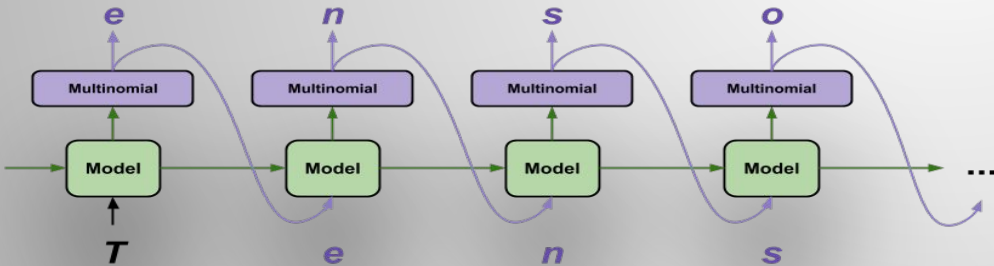 e n s o
Multinomial Multinomial Multinomial Multinomial
Model Model Model Model ...
T e n s